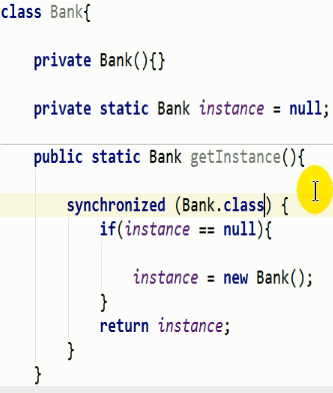 class Bank{
private Bank(){}
private static Bank instance = null;
public static Bank getInstance(){
synchronized (Bank.class) {
if(instance == null){
instance = new Bank();
}
return instance;
}
}